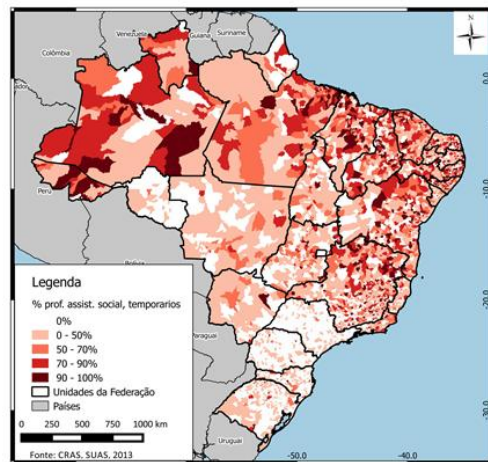 Venezuela
Guiana
Suriname
Colômbia
Peru
Bolívia
Paraguai
Uruguai
0.0
-10.0
-20.0
-30.0
Legenda
% prof. assist. social, temporarios
0%
0 - 50%
50 - 70%
70 - 90%
90 - 100%
Unidades da Federação
Países
0 250 500 750 1000 km
Fonte: CRAS, SUAS, 2013
-50.0
-40.0